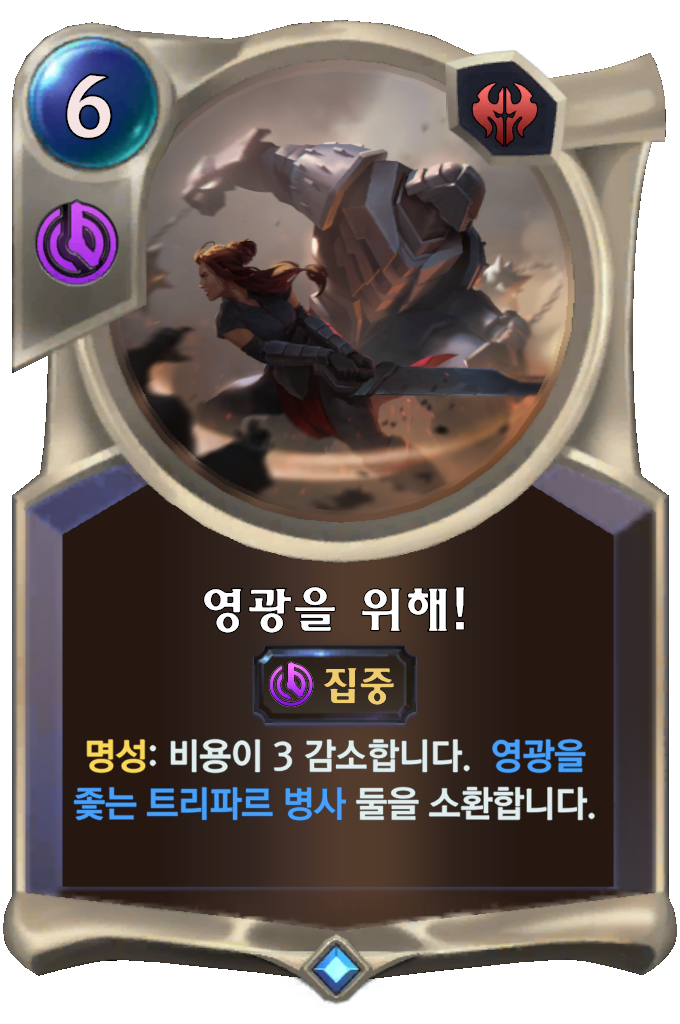 6
영광을 위해!
집중
명성: 비용이 3 감소합니다. 영광을
좇는 트리파르 병사 둘을 소환합니다.